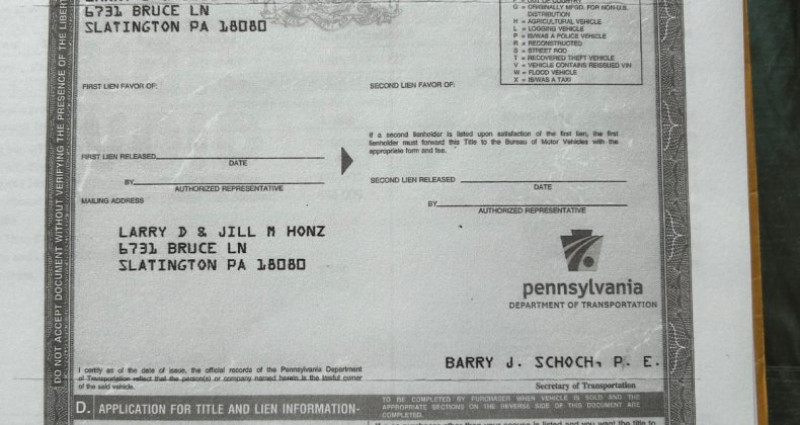 6731 BRUCE LN
SLATINGTON PA 18080
G = ORIGINALLY MFGD. FOR NON-U.S.
DISTRIBUTION
H = AGRICULTURAL VEHICLE
L = LOGGING VEHICLE
P = IS/WAS A POLICE VEHICLE
R = RECONSTRUCTED
S = STREET ROD
T = RECOVERED THEFT VEHICLE
V = VEHICLE CONTAINS REISSUED VIN
W = FLOOD VEHICLE
X = IS/WAS A TAXI
DO NOT ACCEPT DOCUMENT WITHOUT VERIFYING THE PRESENCE OF THE LIBERT
FIRST LIEN FAVOR OF:
SECOND LIEN FAVOR OF:
If a second lienholder is listed upon satisfaction of the first lien, the first
lienholder must forward this Title to the Bureau of Motor Vehicles with the
appropriate form and fee.
FIRST LIEN RELEASED
DATE
SECOND LIEN RELEASED
DATE
BY
AUTHORIZED REPRESENTATIVE
BY
AUTHORIZED REPRESENTATIVE
MAILING ADDRESS
LARRY D & JILL M HONZ
6731 BRUCE LN
SLATINGTON PA 18080
pennsylvania
DEPARTMENT OF TRANSPORTATION
I certify as of the date of issue, the official records of the Pennsylvania Department
of Transportation reflect that the person(s) or company named herein is the lawful owner
of the said vehicle.
BARRY J. SCHOCH, P. E.
Secretary of Transportation
D. APPLICATION FOR TITLE AND LIEN INFORMATION-
TO BE COMPLETED BY PURCHASER WHEN VEHICLE IS SOLD AND THE
APPROPRIATE SECTIONS ON THE REVERSE SIDE OF THIS DOCUMENT ARE
COMPLETED.